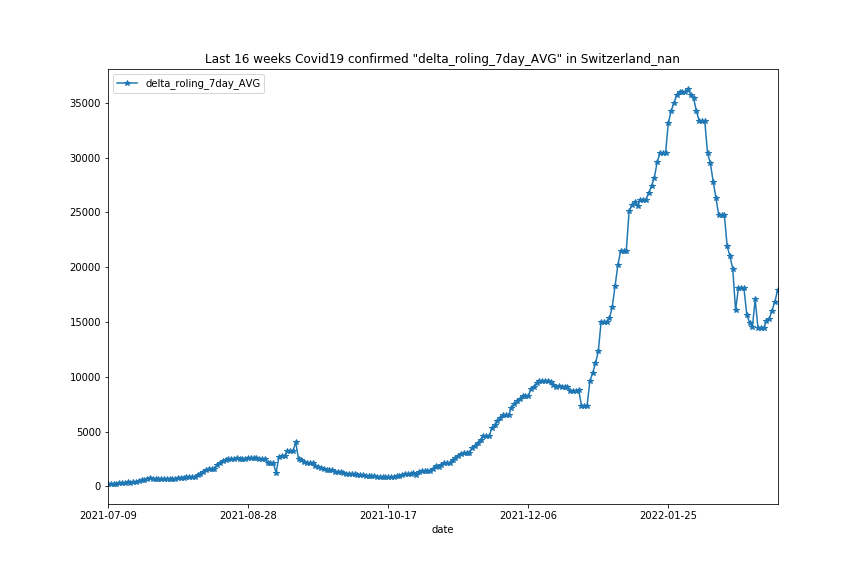 Last 16 weeks Covid19 confirmed "delta_roling_7day_AVG" in Switzerland_nan
delta_roling_7day_AVG
35000
30000
25000
20000
15000
10000
5000
0
2021-07-09 2021-08-28 2021-10-17 2021-12-06 2022-01-25
date